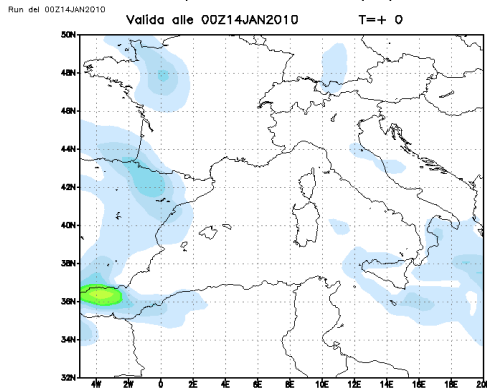 Run del 00Z14JAN2010
Valida alle 00Z14JAN2010 T=+ 0
50N
48N
46N
44N
42N
40N
38N
36N
34N
32N
4W 2W 0 2E 4E 6E 8E 10E 12E 14E 16E 18E